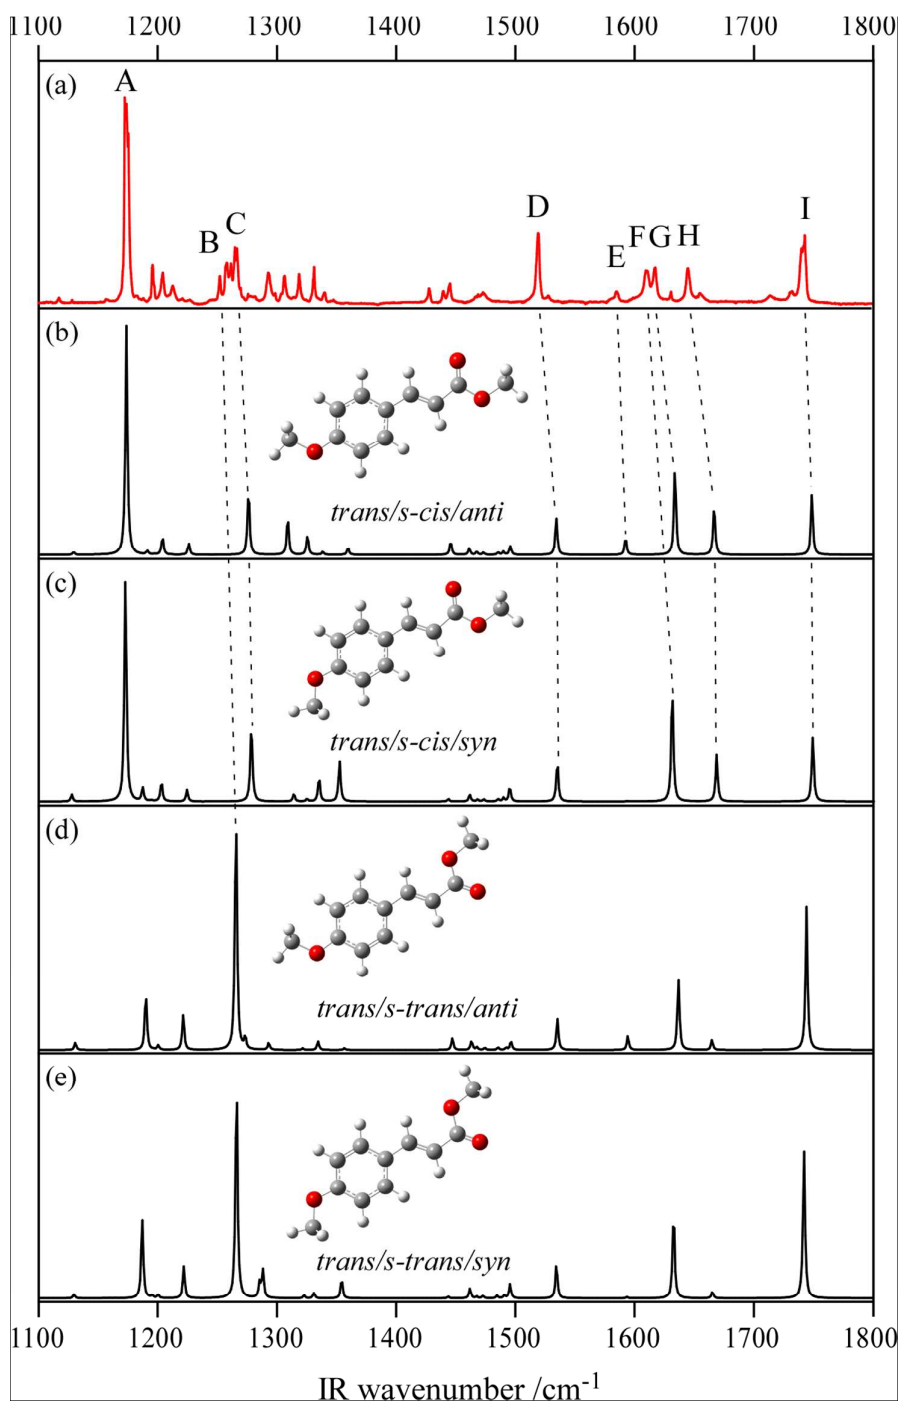 1100 1200 1300 1400 1500 1600 1700 1800
(a)
A
B
C
D
E
F
G
H
I
(b)
trans/s-cis/anti
(c)
trans/s-cis/syn
(d)
trans/s-trans/anti
(e)
trans/s-trans/syn
1100 1200 1300 1400 1500 1600 1700 1800
IR wavenumber /cm⁻¹